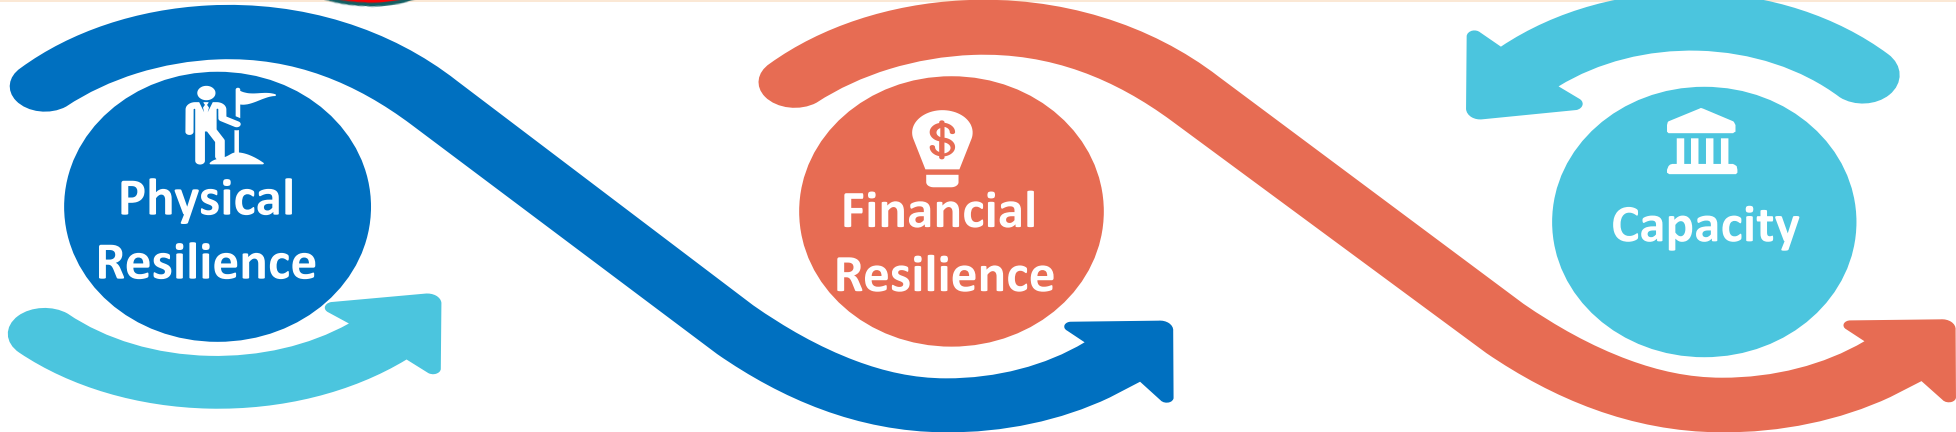 Physical
Resilience
$
Financial
Resilience
Capacity